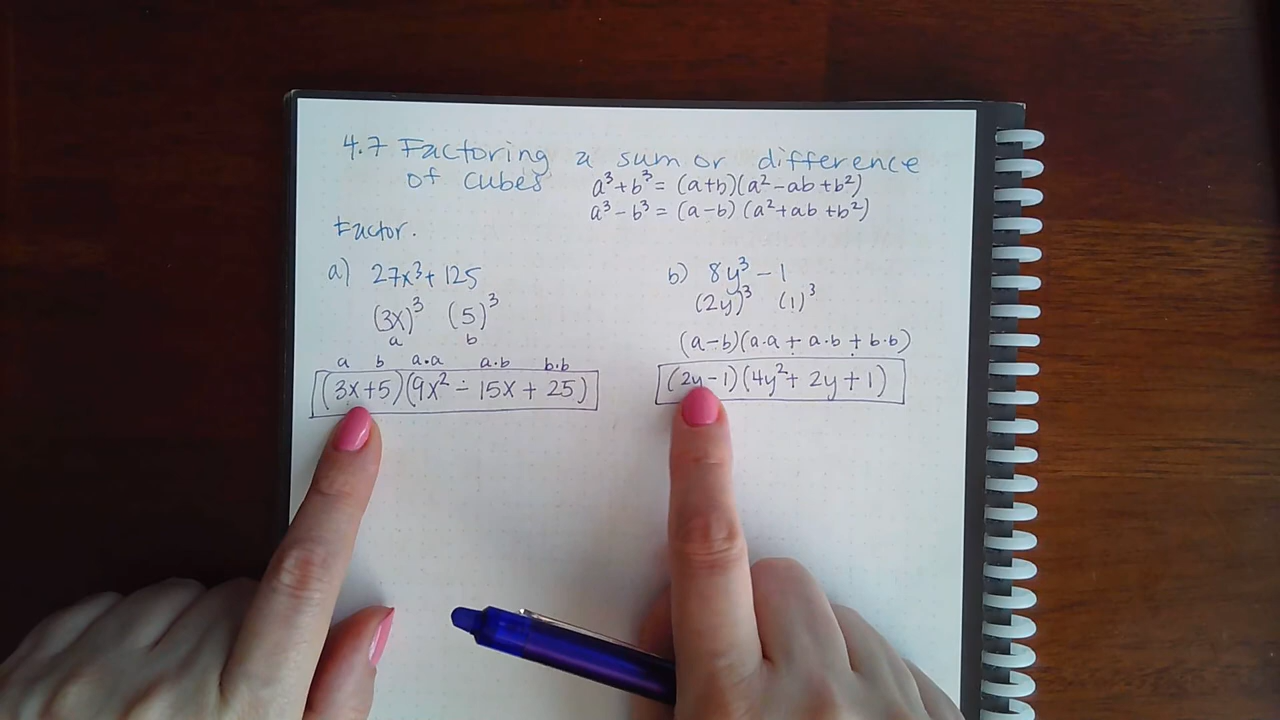 4.7 Factoring a sum or difference
of cubes
a³+b³ = (a+b)(a²-ab+b²)
a³-b³ = (a-b)(a²+ab+b²)
Factor.
a) 27x³+125
(3x)³ (5)³
a b
a b a·a a·b b·b
(3x+5)(9x² - 15x + 25)
b) 8y³-1
(2y)³ (1)³
(a-b)(a·a + a·b + b·b)
(2y-1)(4y²+ 2y+1)